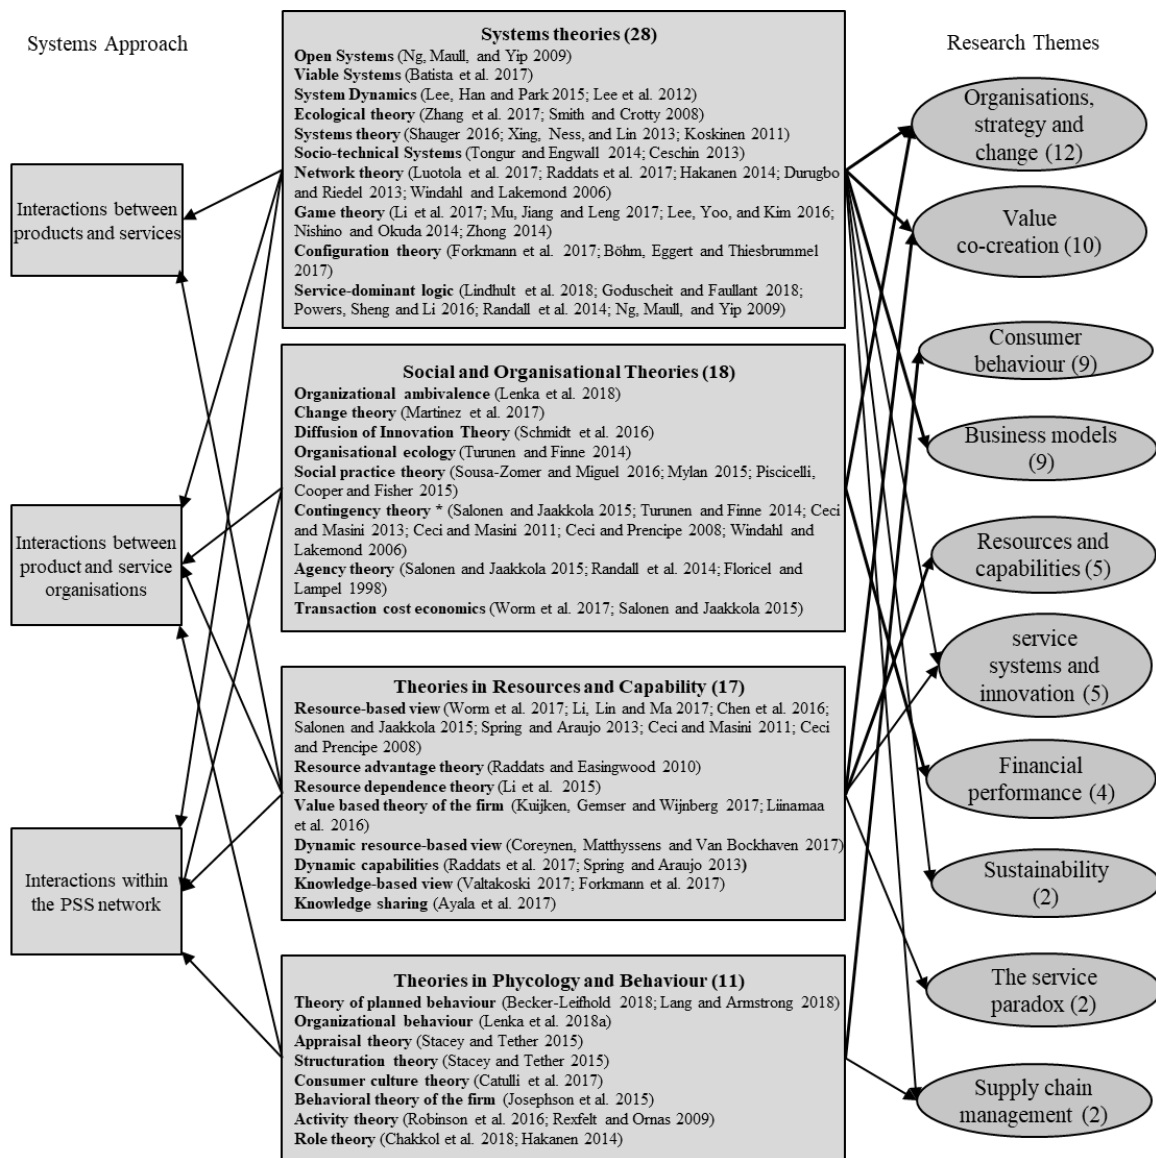 Systems Approach
Interactions between
products and services
Interactions between
product and service
organisations
Interactions within
the PSS network
Systems theories (28)
Open Systems (Ng, Maull, and Yip 2009)
Viable Systems (Batista et al. 2017)
System Dynamics (Lee, Han and Park 2015; Lee et al. 2012)
Ecological theory (Zhang et al. 2017; Smith and Crotty 2008)
Systems theory (Shauger 2016; Xing, Ness, and Lin 2013; Koskinen 2011)
Socio-technical Systems (Tongur and Engwall 2014; Ceschin 2013)
Network theory (Luotola et al. 2017; Raddats et al. 2017; Hakanen 2014; Durugbo
and Riedel 2013; Windahl and Lakemond 2006)
Game theory (Li et al. 2017; Mu, Jiang and Leng 2017; Lee, Yoo, and Kim 2016;
Nishino and Okuda 2014; Zhong 2014)
Configuration theory (Forkmann et al. 2017; Böhm, Eggert and Thiesbrummel
2017)
Service-dominant logic (Lindhult et al. 2018; Goduscheit and Faullant 2018;
Powers, Sheng and Li 2016; Randall et al. 2014; Ng, Maull, and Yip 2009)
Social and Organisational Theories (18)
Organizational ambivalence (Lenka et al. 2018)
Change theory (Martinez et al. 2017)
Diffusion of Innovation Theory (Schmidt et al. 2016)
Organisational ecology (Turunen and Finne 2014)
Social practice theory (Sousa-Zomer and Miguel 2016; Mylan 2015; Piscicelli,
Cooper and Fisher 2015)
Contingency theory * (Salonen and Jaakkola 2015; Turunen and Finne 2014; Ceci
and Masini 2013; Ceci and Masini 2011; Ceci and Prencipe 2008; Windahl and
Lakemond 2006)
Agency theory (Salonen and Jaakkola 2015; Randall et al. 2014; Floricel and
Lampel 1998)
Transaction cost economics (Worm et al. 2017; Salonen and Jaakkola 2015)
Theories in Resources and Capability (17)
Resource-based view (Worm et al. 2017; Li, Lin and Ma 2017; Chen et al. 2016;
Salonen and Jaakkola 2015; Spring and Araujo 2013; Ceci and Masini 2011; Ceci
and Prencipe 2008)
Resource advantage theory (Raddats and Easingwood 2010)
Resource dependence theory (Li et al. 2015)
Value based theory of the firm (Kuijken, Gemser and Wijnberg 2017; Liinamaa
et al. 2016)
Dynamic resource-based view (Coreynen, Matthyssens and Van Bockhaven 2017)
Dynamic capabilities (Raddats et al. 2017; Spring and Araujo 2013)
Knowledge-based view (Valtakoski 2017; Forkmann et al. 2017)
Knowledge sharing (Ayala et al. 2017)
Theories in Phycology and Behaviour (11)
Theory of planned behaviour (Becker-Leifhold 2018; Lang and Armstrong 2018)
Organizational behaviour (Lenka et al. 2018a)
Appraisal theory (Stacey and Tether 2015)
Structuration theory (Stacey and Tether 2015)
Consumer culture theory (Catulli et al. 2017)
Behavioral theory of the firm (Josephson et al. 2015)
Activity theory (Robinson et al. 2016; Rexfelt and Ornas 2009)
Role theory (Chakkol et al. 2018; Hakanen 2014)
Research Themes
Organisations,
strategy and
change (12)
Value
co-creation (10)
Consumer
behaviour (9)
Business models
(9)
Resources and
capabilities (5)
service
systems and
innovation (5)
Financial
performance (4)
Sustainability
(2)
The service
paradox (2)
Supply chain
management (2)